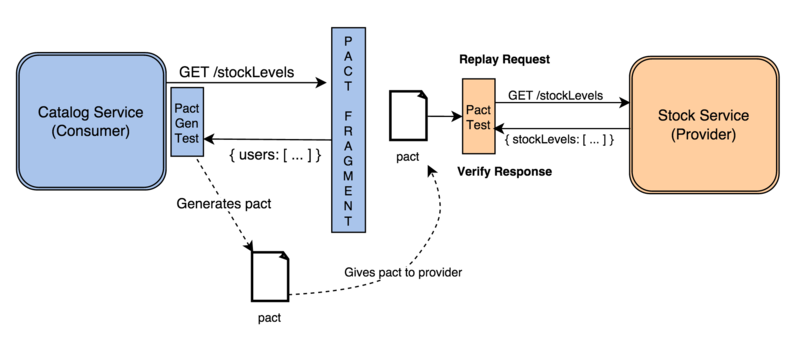 Catalog Service
(Consumer)
GET /stockLevels
Pact
Gen
Test
{ users: [ ... ] }
Generates pact
pact
P
A
C
T
F
R
A
G
M
E
N
T
Gives pact to provider
pact
Replay Request
Pact
Test
GET /stockLevels
{ stockLevels: [ ... ] }
Verify Response
Stock Service
(Provider)